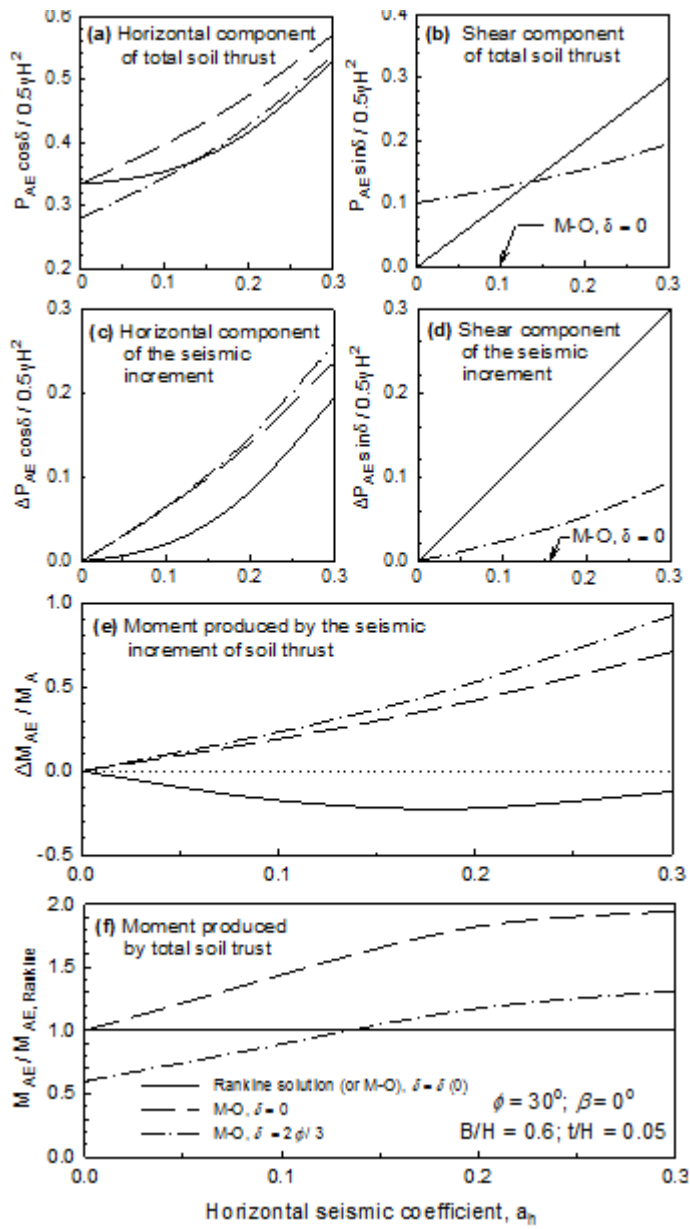 (a) Horizontal component
of total soil thrust
P_AE cosδ / 0.5γH²
0.6
0.5
0.4
0.3
0.2
0.0
0.1
0.2
0.3
(b) Shear component
of total soil thrust
P_AE sinδ / 0.5γH²
0.4
0.3
0.2
0.1
0.0
M-O, δ = 0
0.0
0.1
0.2
0.3
(c) Horizontal component
of the seismic
increment
ΔP_AE cosδ / 0.5γH²
0.3
0.2
0.1
0.0
0.0
0.1
0.2
0.3
(d) Shear component
of the seismic
increment
ΔP_AE sinδ / 0.5γH²
0.3
0.2
0.1
0.0
M-O, δ = 0
0.0
0.1
0.2
0.3
(e) Moment produced by the seismic
increment of soil thrust
ΔM_AE / M_A
1.0
0.5
0.0
-0.5
0.0
0.1
0.2
0.3
(f) Moment produced
by total soil trust
M_AE / M_AE, Rankine
2.0
1.5
1.0
0.5
0.0
Rankine solution (or M-O), δ = δ (0)
M-O, δ = 0
M-O, δ = 2ϕ/ 3
ϕ = 30⁰; β = 0⁰
B/H = 0.6; t/H = 0.05
0.0
0.1
0.2
0.3
Horizontal seismic coefficient, a_h